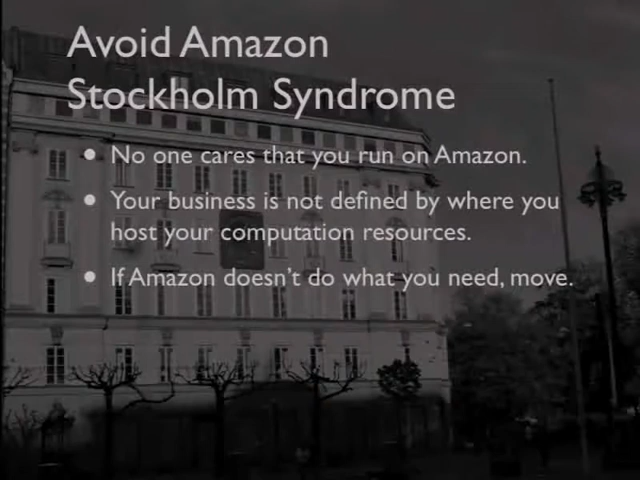 Avoid Amazon
Stockholm Syndrome
• No one cares that you run on Amazon.
• Your business is not defined by where you
host your computation resources.
• If Amazon doesn't do what you need, move.